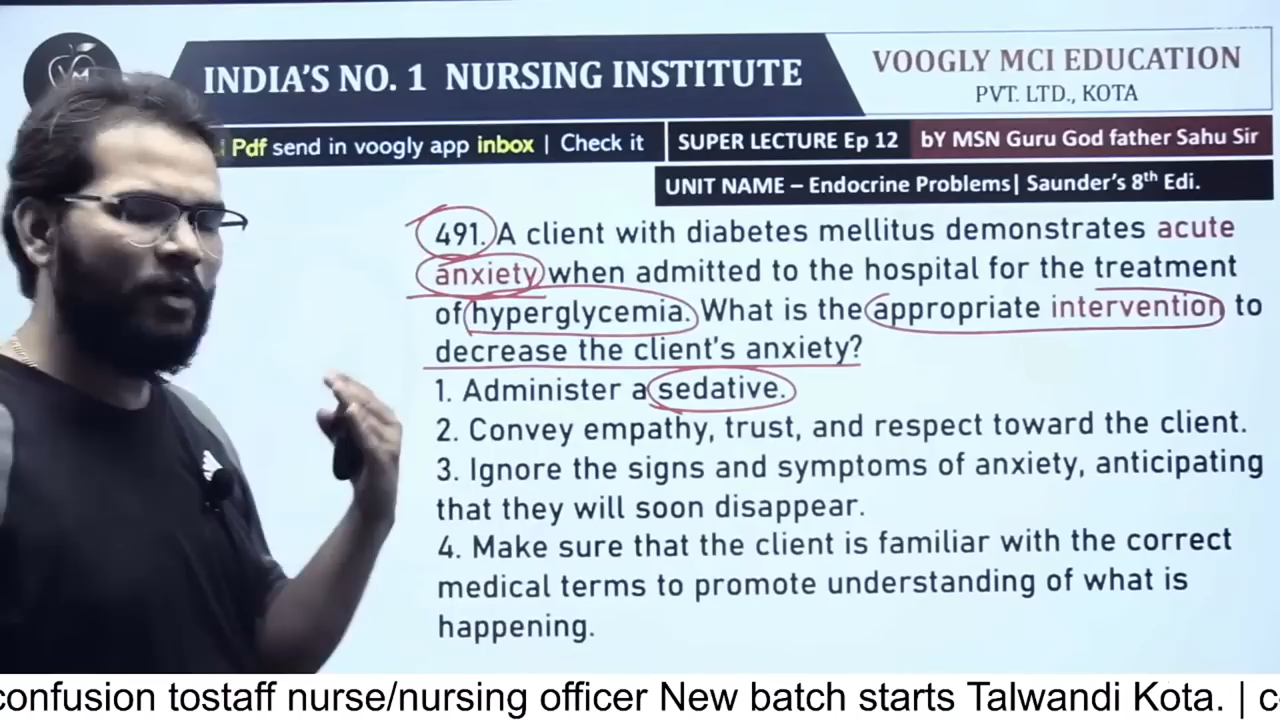 VM
INDIA'S NO. 1 NURSING INSTITUTE
VOOGLY MCI EDUCATION
PVT. LTD., KOTA
Pdf send in voogly app inbox | Check it
SUPER LECTURE Ep 12 bY MSN Guru God father Sahu Sir
UNIT NAME – Endocrine Problems| Saunder's 8th Edi.
491. A client with diabetes mellitus demonstrates acute
anxiety when admitted to the hospital for the treatment
of hyperglycemia. What is the appropriate intervention to
decrease the client's anxiety?
1. Administer a sedative.
2. Convey empathy, trust, and respect toward the client.
3. Ignore the signs and symptoms of anxiety, anticipating
that they will soon disappear.
4. Make sure that the client is familiar with the correct
medical terms to promote understanding of what is
happening.
confusion tostaff nurse/nursing officer New batch starts Talwandi Kota. | c